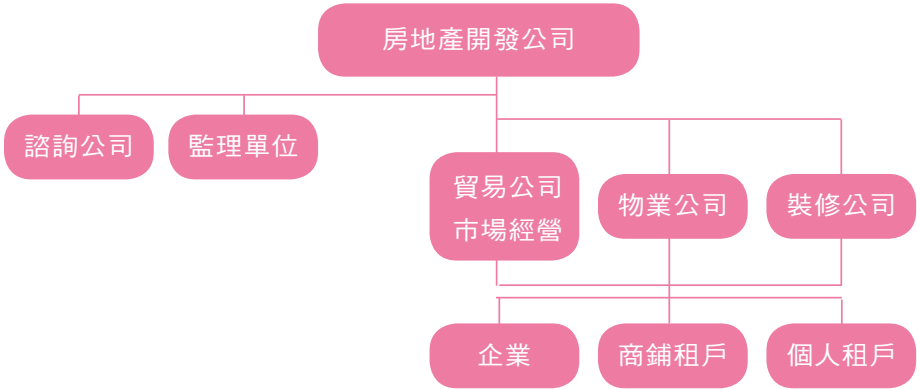 房地產開發公司
諮詢公司
監理單位
貿易公司
市場經營
物業公司
裝修公司
企業
商鋪租戶
個人租戶